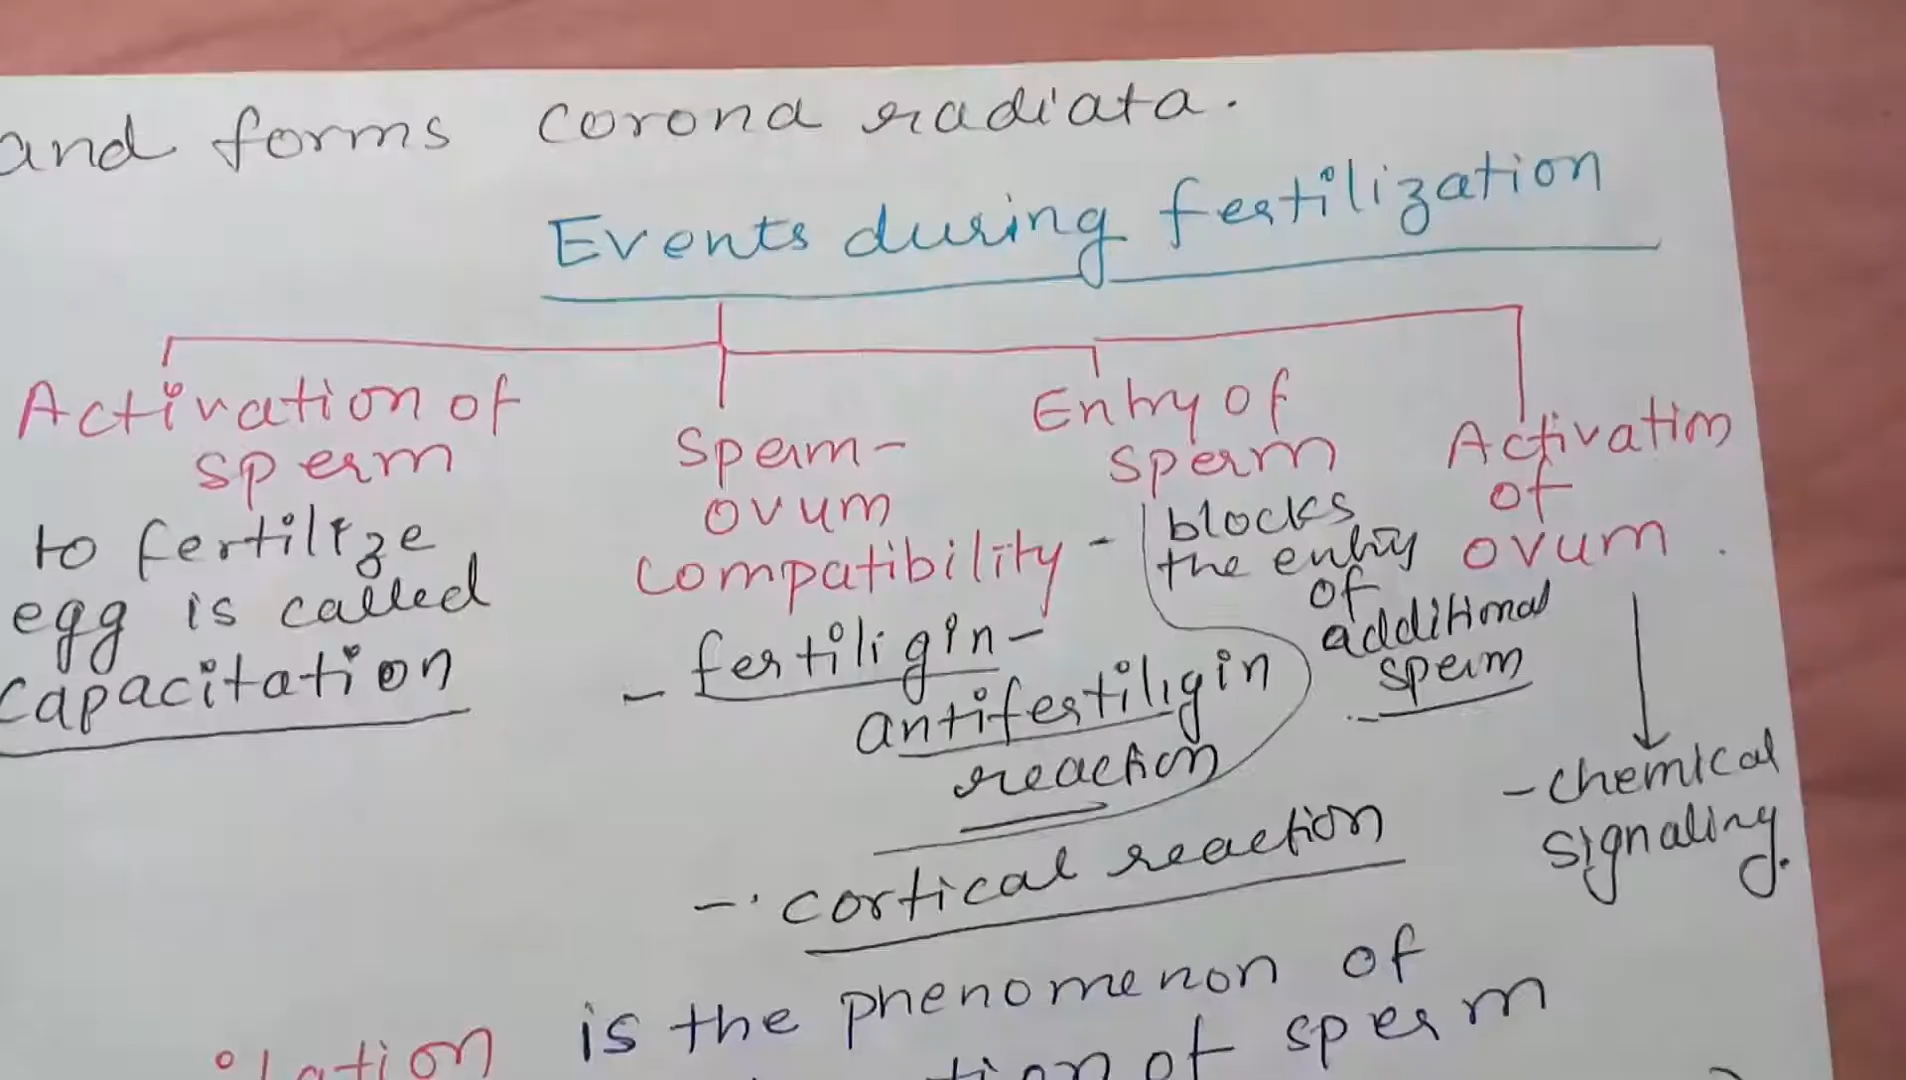 and forms corona radiata.
Events during fertilization
Activation of
sperm
to fertilize
egg is called
capacitation
Sperm-
ovum
compatibility -
- fertiligin -
antifertiligin
reaction
- cortical reaction
Entry of
sperm
blocks
the entry
of
additional
sperm
Activation
of
ovum.
- chemical
signaling.
is the phenomenon of
of sperm